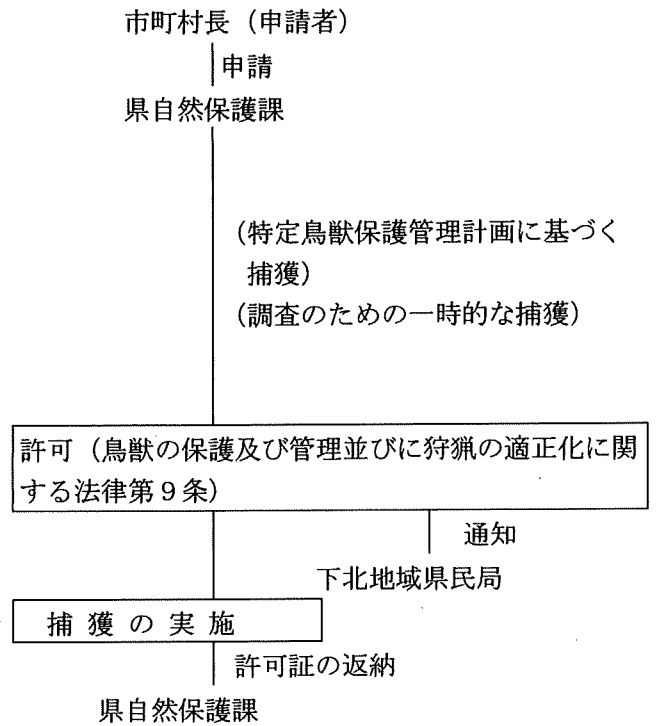 市町村長（申請者）
申請
県自然保護課
（特定鳥獣保護管理計画に基づく
捕獲）
（調査のための一時的な捕獲）
許可（鳥獣の保護及び管理並びに狩猟の適正化に関
する法律第９条）
通知
下北地域県民局
捕獲の実施
許可証の返納
県自然保護課